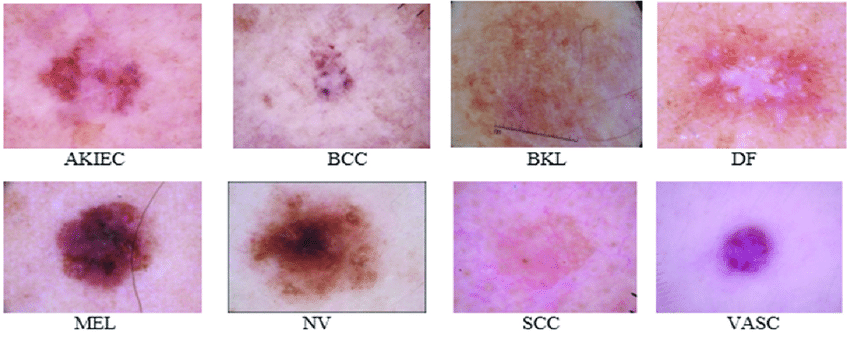 AKIEC BCC BKL DF
MEL NV SCC VASC